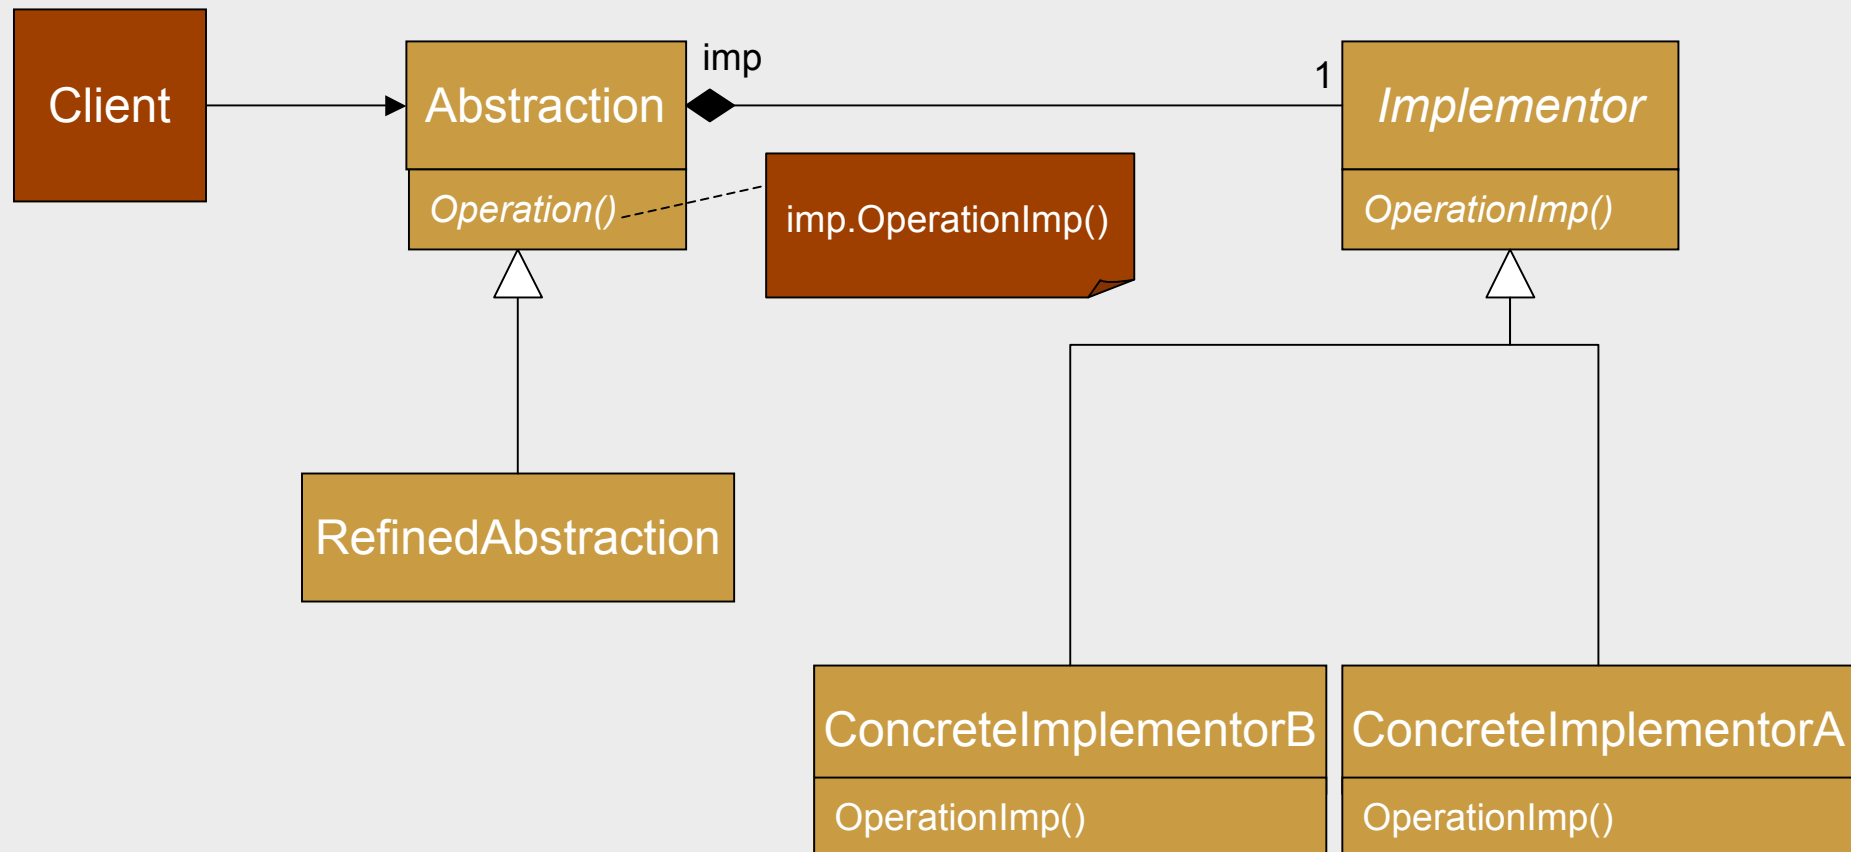 Client
Abstraction
imp
1
Implementor
Operation()
imp.OperationImp()
OperationImp()
RefinedAbstraction
ConcreteImplementorB
ConcreteImplementorA
OperationImp()
OperationImp()